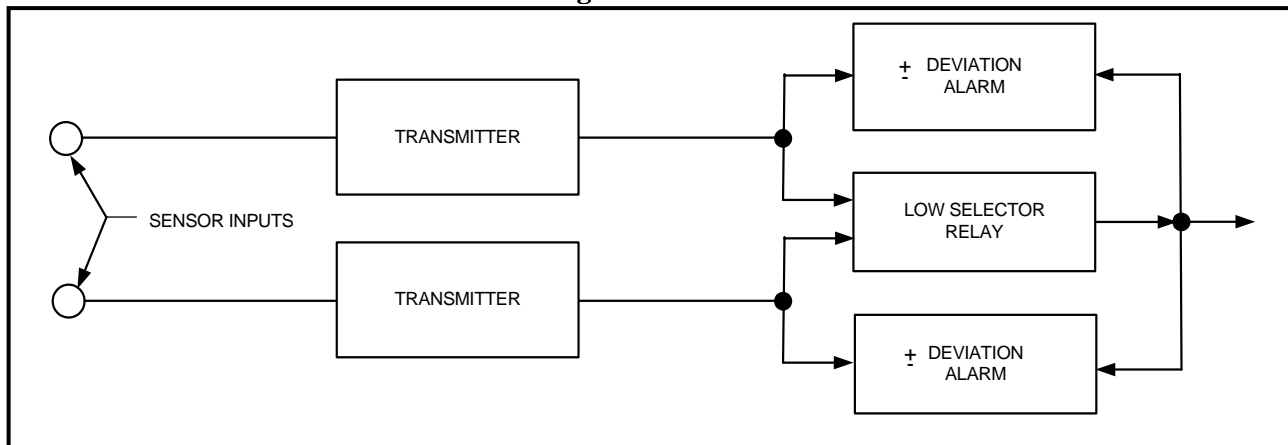 ± DEVIATION
ALARM
TRANSMITTER
LOW SELECTOR
RELAY
SENSOR INPUTS
TRANSMITTER
± DEVIATION
ALARM